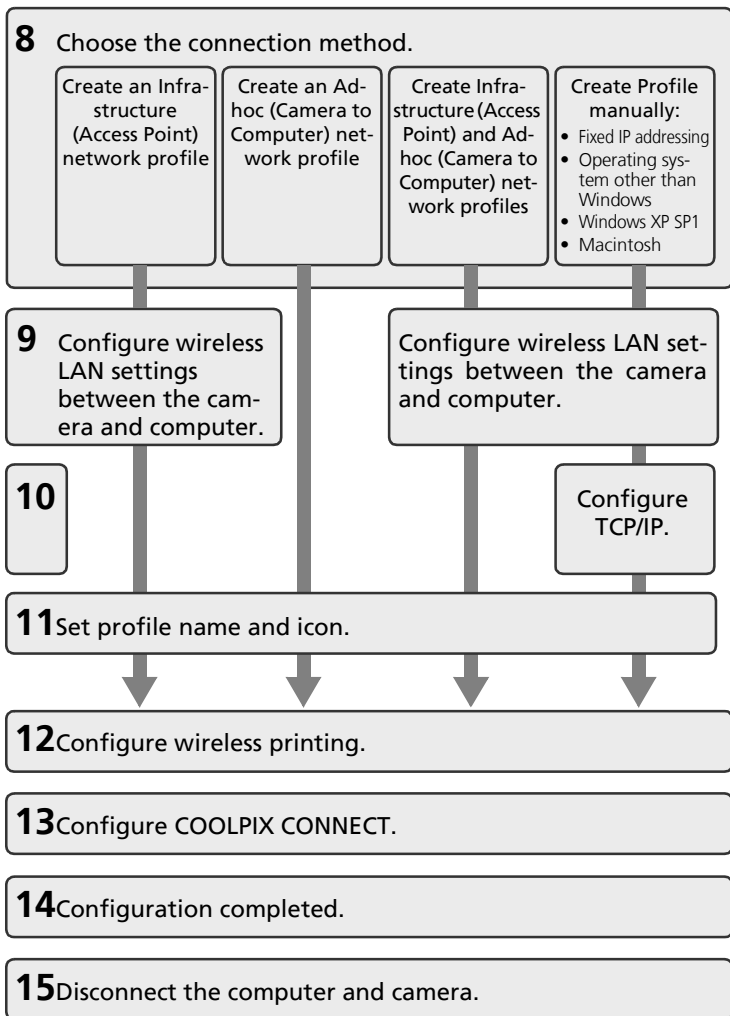 8 Choose the connection method.
Create an Infra-
structure
(Access Point)
network profile
Create an Ad-
hoc (Camera to
Computer) net-
work profile
Create Infra-
structure (Access
Point) and Ad-
hoc (Camera to
Computer) net-
work profiles
Create Profile
manually:
• Fixed IP addressing
• Operating sys-
tem other than
Windows
• Windows XP SP1
• Macintosh
9 Configure wireless
LAN settings
between the cam-
era and computer.
Configure wireless LAN set-
tings between the camera
and computer.
10
Configure
TCP/IP.
11 Set profile name and icon.
12 Configure wireless printing.
13 Configure COOLPIX CONNECT.
14 Configuration completed.
15 Disconnect the computer and camera.